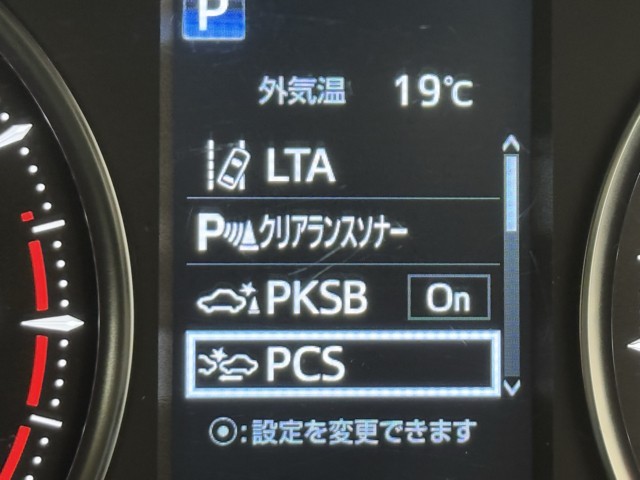 P
外気温 19℃
LTA
P クリアランスソナー
PKSB On
PCS
◉:設定を変更できます